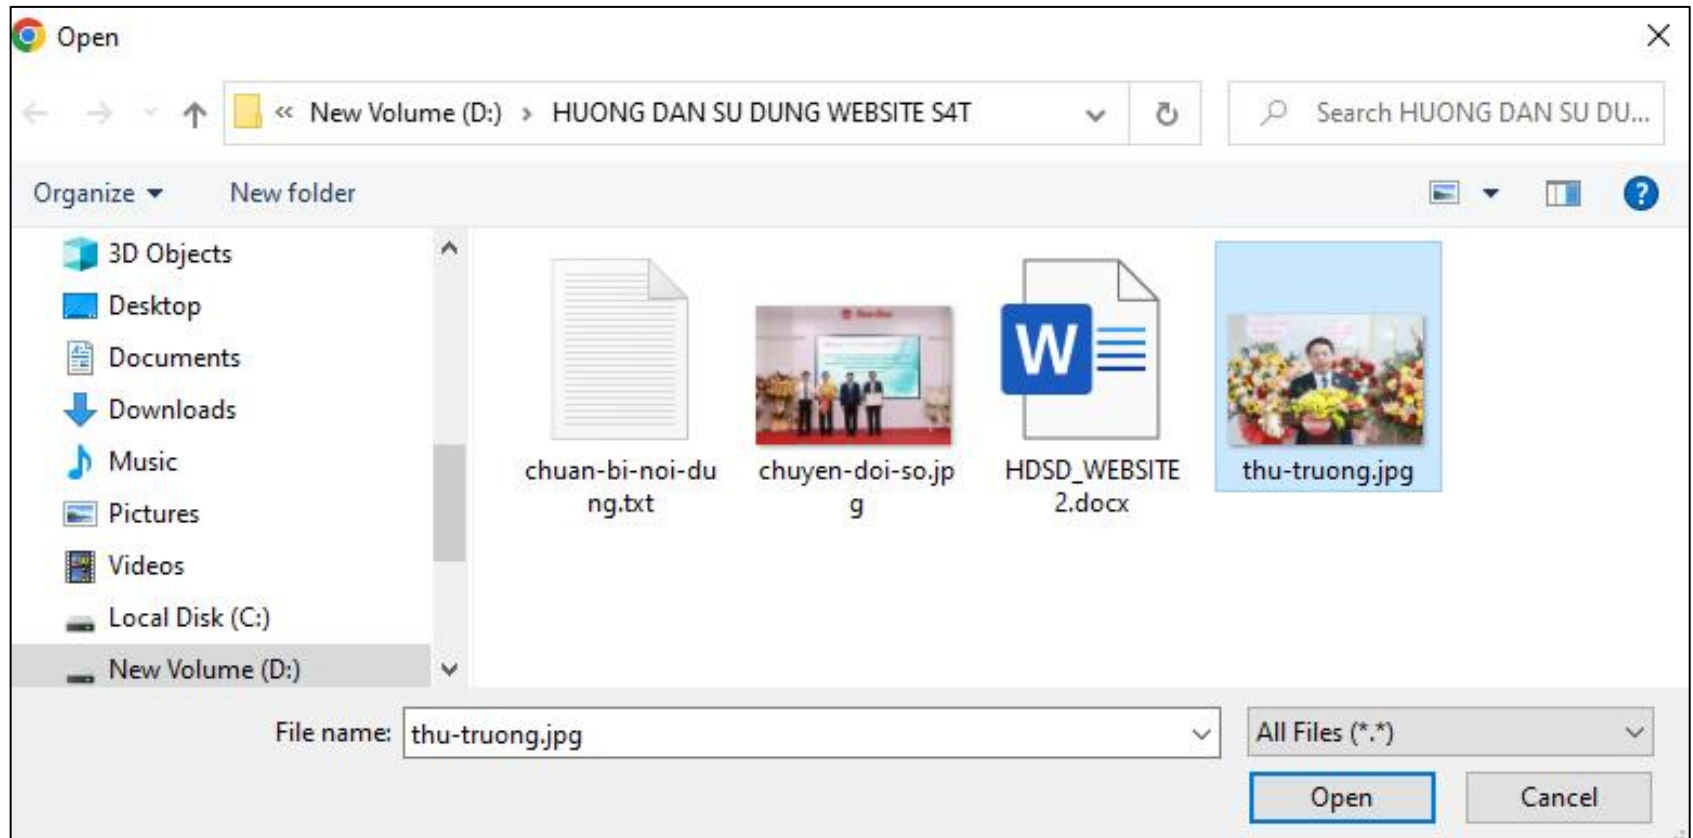 Open
« New Volume (D:) › HUONG DAN SU DUNG WEBSITE S4T
Search HUONG DAN SU DU...
Organize
New folder
3D Objects
Desktop
Documents
Downloads
Music
Pictures
Videos
Local Disk (C:)
New Volume (D:)
chuan-bi-noi-du
ng.txt
chuyen-doi-so.jp
g
W
HDSD_WEBSITE
2.docx
thu-truong.jpg
File name: thu-truong.jpg
All Files (*.*)
Open
Cancel